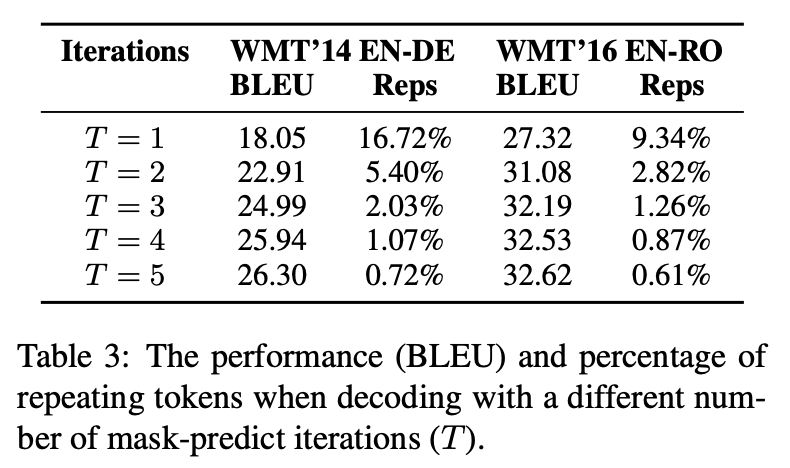 Iterations WMT’14 EN-DE WMT’16 EN-RO
BLEU Reps BLEU Reps
T = 1 18.05 16.72% 27.32 9.34%
T = 2 22.91 5.40% 31.08 2.82%
T = 3 24.99 2.03% 32.19 1.26%
T = 4 25.94 1.07% 32.53 0.87%
T = 5 26.30 0.72% 32.62 0.61%
Table 3: The performance (BLEU) and percentage of
repeating tokens when decoding with a different num-
ber of mask-predict iterations (T).